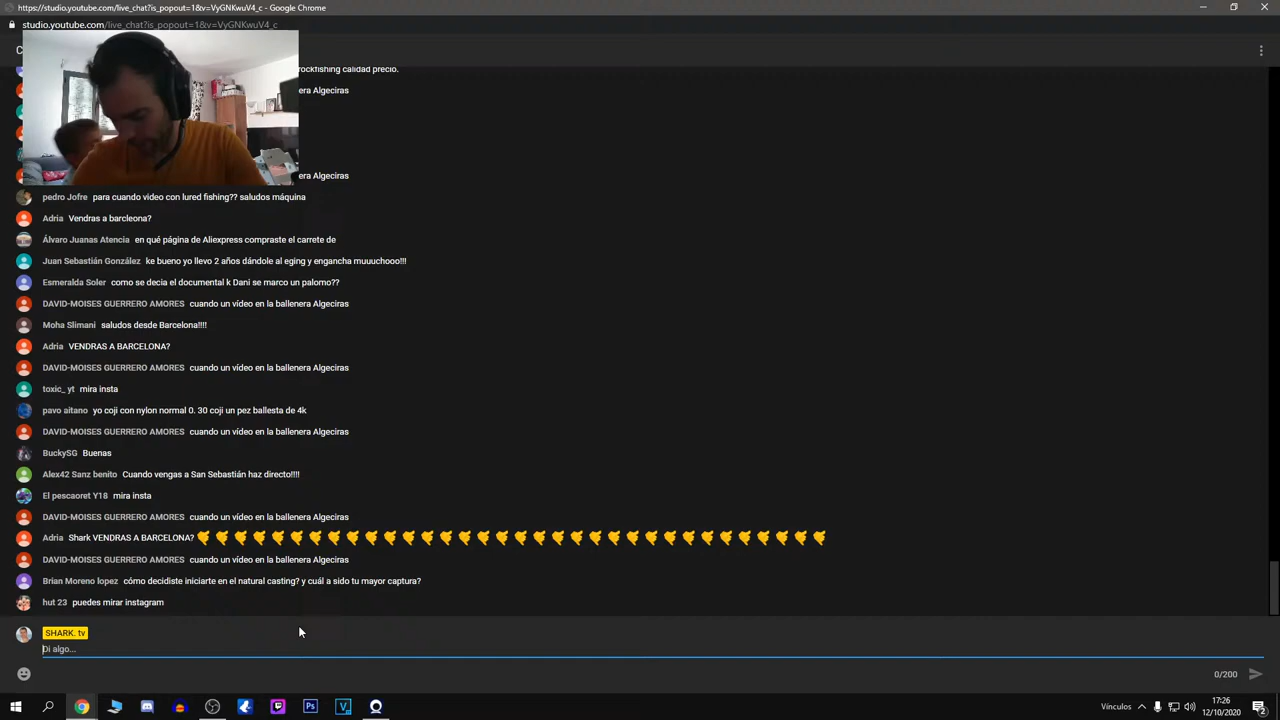 https://studio.youtube.com/live_chat?is_popout=1&v=VyGNKwuV4_c - Google Chrome
studio.youtube.com/live_chat?is_popout=1&v=VyGNKwuV4_c
C
rockfishing calidad precio.
era Algeciras
era Algeciras
pedro Jofre para cuando video con lured fishing?? saludos máquina
Adria Vendras a barcleona?
Álvaro Juanas Atencia en qué página de Aliexpress compraste el carrete de
Juan Sebastián González ke bueno yo llevo 2 años dándole al eging y engancha muuuchooo!!!
Esmeralda Soler como se decia el documental k Dani se marco un palomo??
DAVID-MOISES GUERRERO AMORES cuando un vídeo en la ballenera Algeciras
Moha Slimani saludos desde Barcelona!!!!
Adria VENDRAS A BARCELONA?
DAVID-MOISES GUERRERO AMORES cuando un vídeo en la ballenera Algeciras
toxic_ yt mira insta
pavo aitano yo coji con nylon normal 0. 30 coji un pez ballesta de 4k
DAVID-MOISES GUERRERO AMORES cuando un vídeo en la ballenera Algeciras
BuckySG Buenas
Alex42 Sanz benito Cuando vengas a San Sebastián haz directo!!!!
El pescaoret Y18 mira insta
DAVID-MOISES GUERRERO AMORES cuando un vídeo en la ballenera Algeciras
Adria Shark VENDRAS A BARCELONA?
DAVID-MOISES GUERRERO AMORES cuando un vídeo en la ballenera Algeciras
Brian Moreno lopez cómo decidiste iniciarte en el natural casting? y cuál a sido tu mayor captura?
hut 23 puedes mirar instagram
SHARK. tv
Di algo...
0/200
Vínculos
17:26
12/10/2020